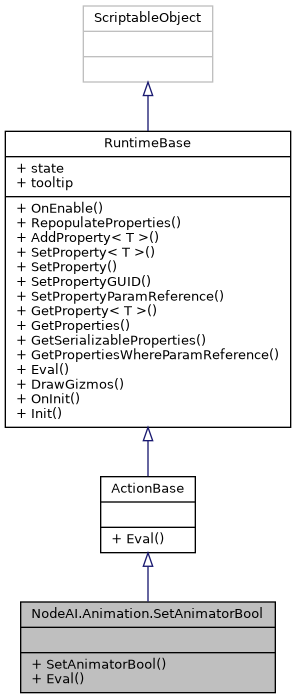 ScriptableObject
RuntimeBase
+ state
+ tooltip
+ OnEnable()
+ RepopulateProperties()
+ AddProperty< T >()
+ SetProperty< T >()
+ SetProperty()
+ SetPropertyGUID()
+ SetPropertyParamReference()
+ GetProperty< T >()
+ GetProperties()
+ GetSerializableProperties()
+ GetPropertiesWhereParamReference()
+ Eval()
+ DrawGizmos()
+ OnInit()
+ Init()
ActionBase
+ Eval()
NodeAI.Animation.SetAnimatorBool
+ SetAnimatorBool()
+ Eval()